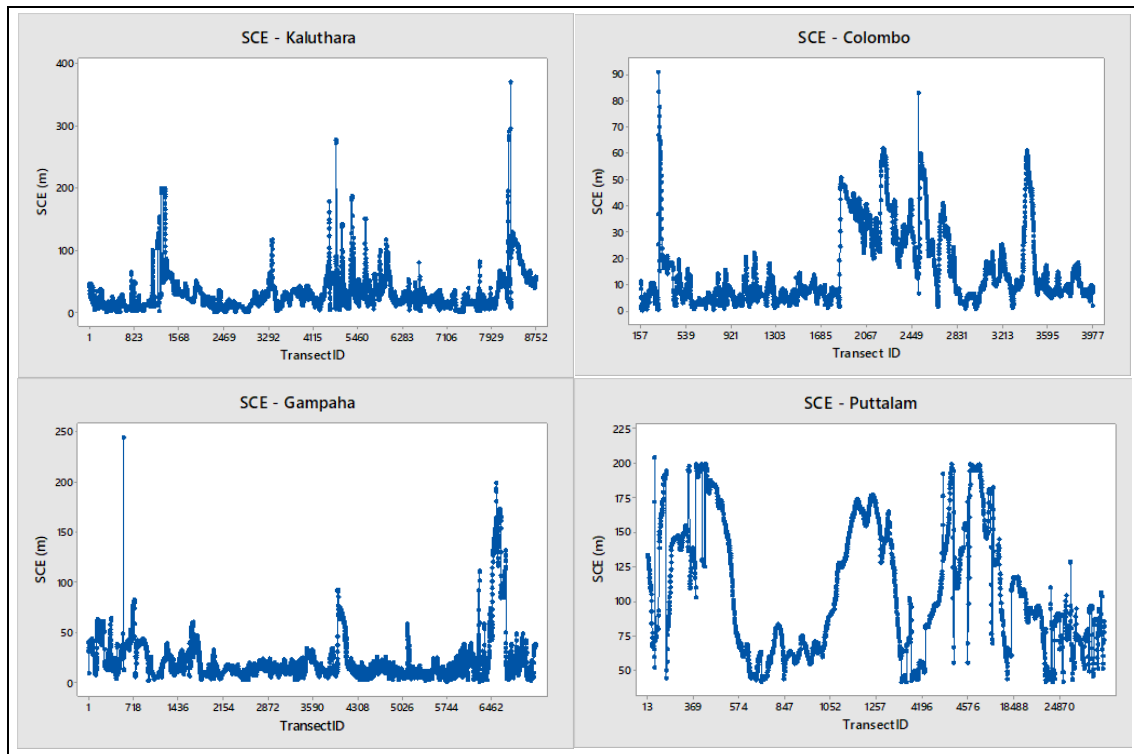 SCE - Kaluthara
400
300
200
100
0
SCE (m)
1 823 1568 2469 3292 4115 5460 6283 7106 7929 8752
TransectID
SCE - Colombo
90
80
70
60
50
40
30
20
10
0
SCE (m)
157 539 921 1303 1685 2067 2449 2831 3213 3595 3977
Transect ID
SCE - Gampaha
250
200
150
100
50
0
SCE (m)
1 718 1436 2154 2872 3590 4308 5026 5744 6462
TransectID
SCE - Puttalam
225
200
175
150
125
100
75
50
SCE (m)
13 369 574 847 1052 1257 4196 4576 18488 24870
TransectID